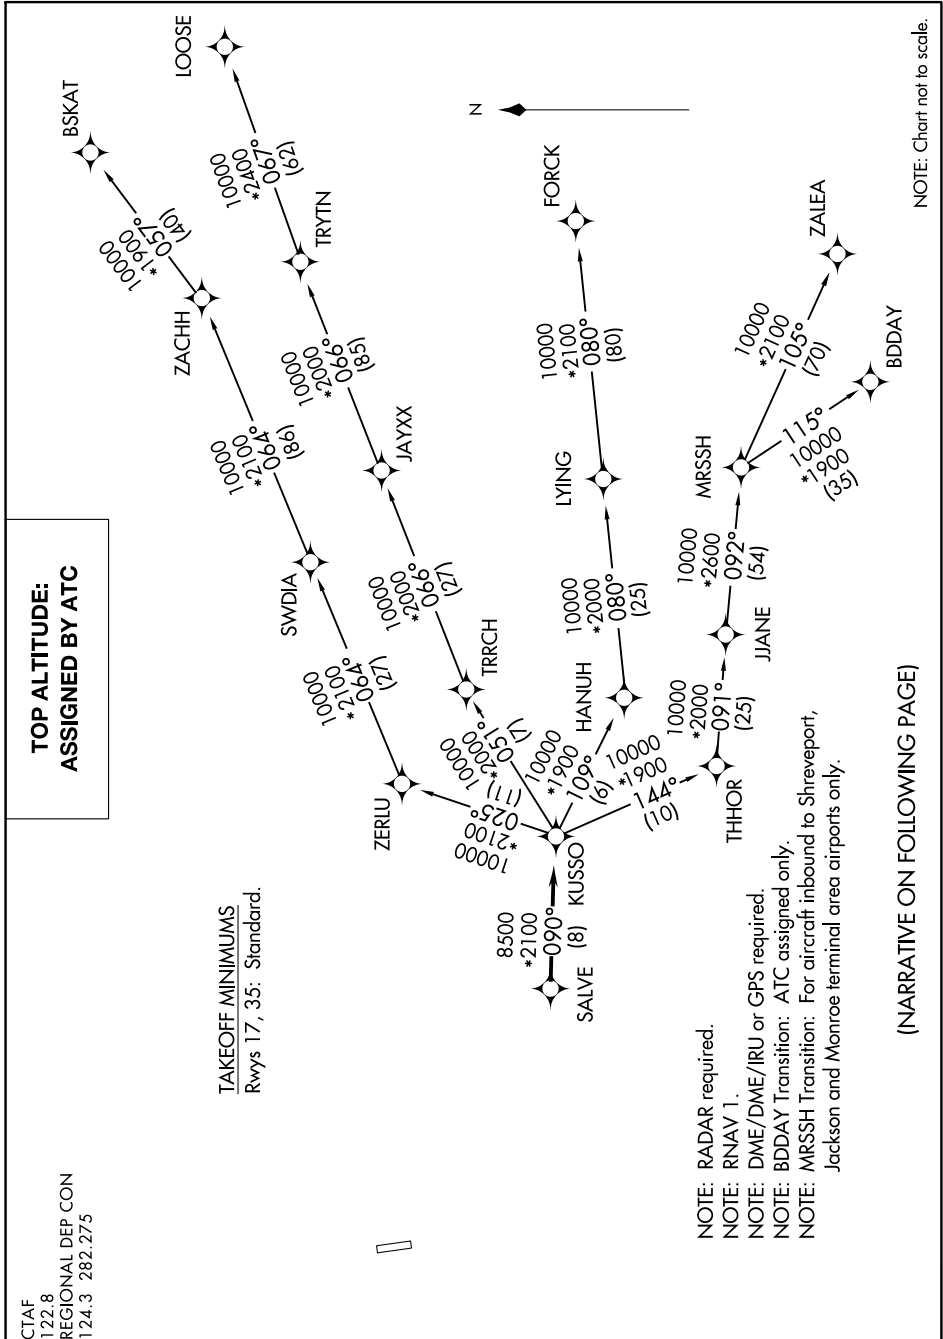 CTAF
122.8
REGIONAL DEP CON
124.3 282.275
TOP ALTITUDE:
ASSIGNED BY ATC
TAKEOFF MINIMUMS
Rwys 17, 35: Standard.
BSKAT
10000
*1900
057°
(40)
ZACHH
10000
*2100
064°
(86)
SWDIA
10000
*2100
064°
(27)
ZERLU
10000
*2100
025°
(11)
LOOSE
10000
*2400
067°
(62)
TRYTN
10000
*2000
066°
(85)
JAYXX
10000
*2000
066°
(27)
TRRCH
10000
*2000
051°
(7)
N
FORCK
10000
*2100
080°
(80)
LYING
10000
*2000
080°
(25)
HANUH
10000
*1900
109°
(6)
10000
*1900
144°
(10)
KUSSO
8500
*2100
090°
(8)
SALVE
THHOR
10000
*2000
091°
(25)
JJANE
10000
*2600
092°
(54)
MRSSH
10000
*2100
105°
(70)
ZALEA
115°
10000
*1900
(35)
BDDAY
NOTE: RADAR required.
NOTE: RNAV 1.
NOTE: DME/DME/IRU or GPS required.
NOTE: BDDAY Transition: ATC assigned only.
NOTE: MRSSH Transition: For aircraft inbound to Shreveport,
Jackson and Monroe terminal area airports only.
(NARRATIVE ON FOLLOWING PAGE)
NOTE: Chart not to scale.